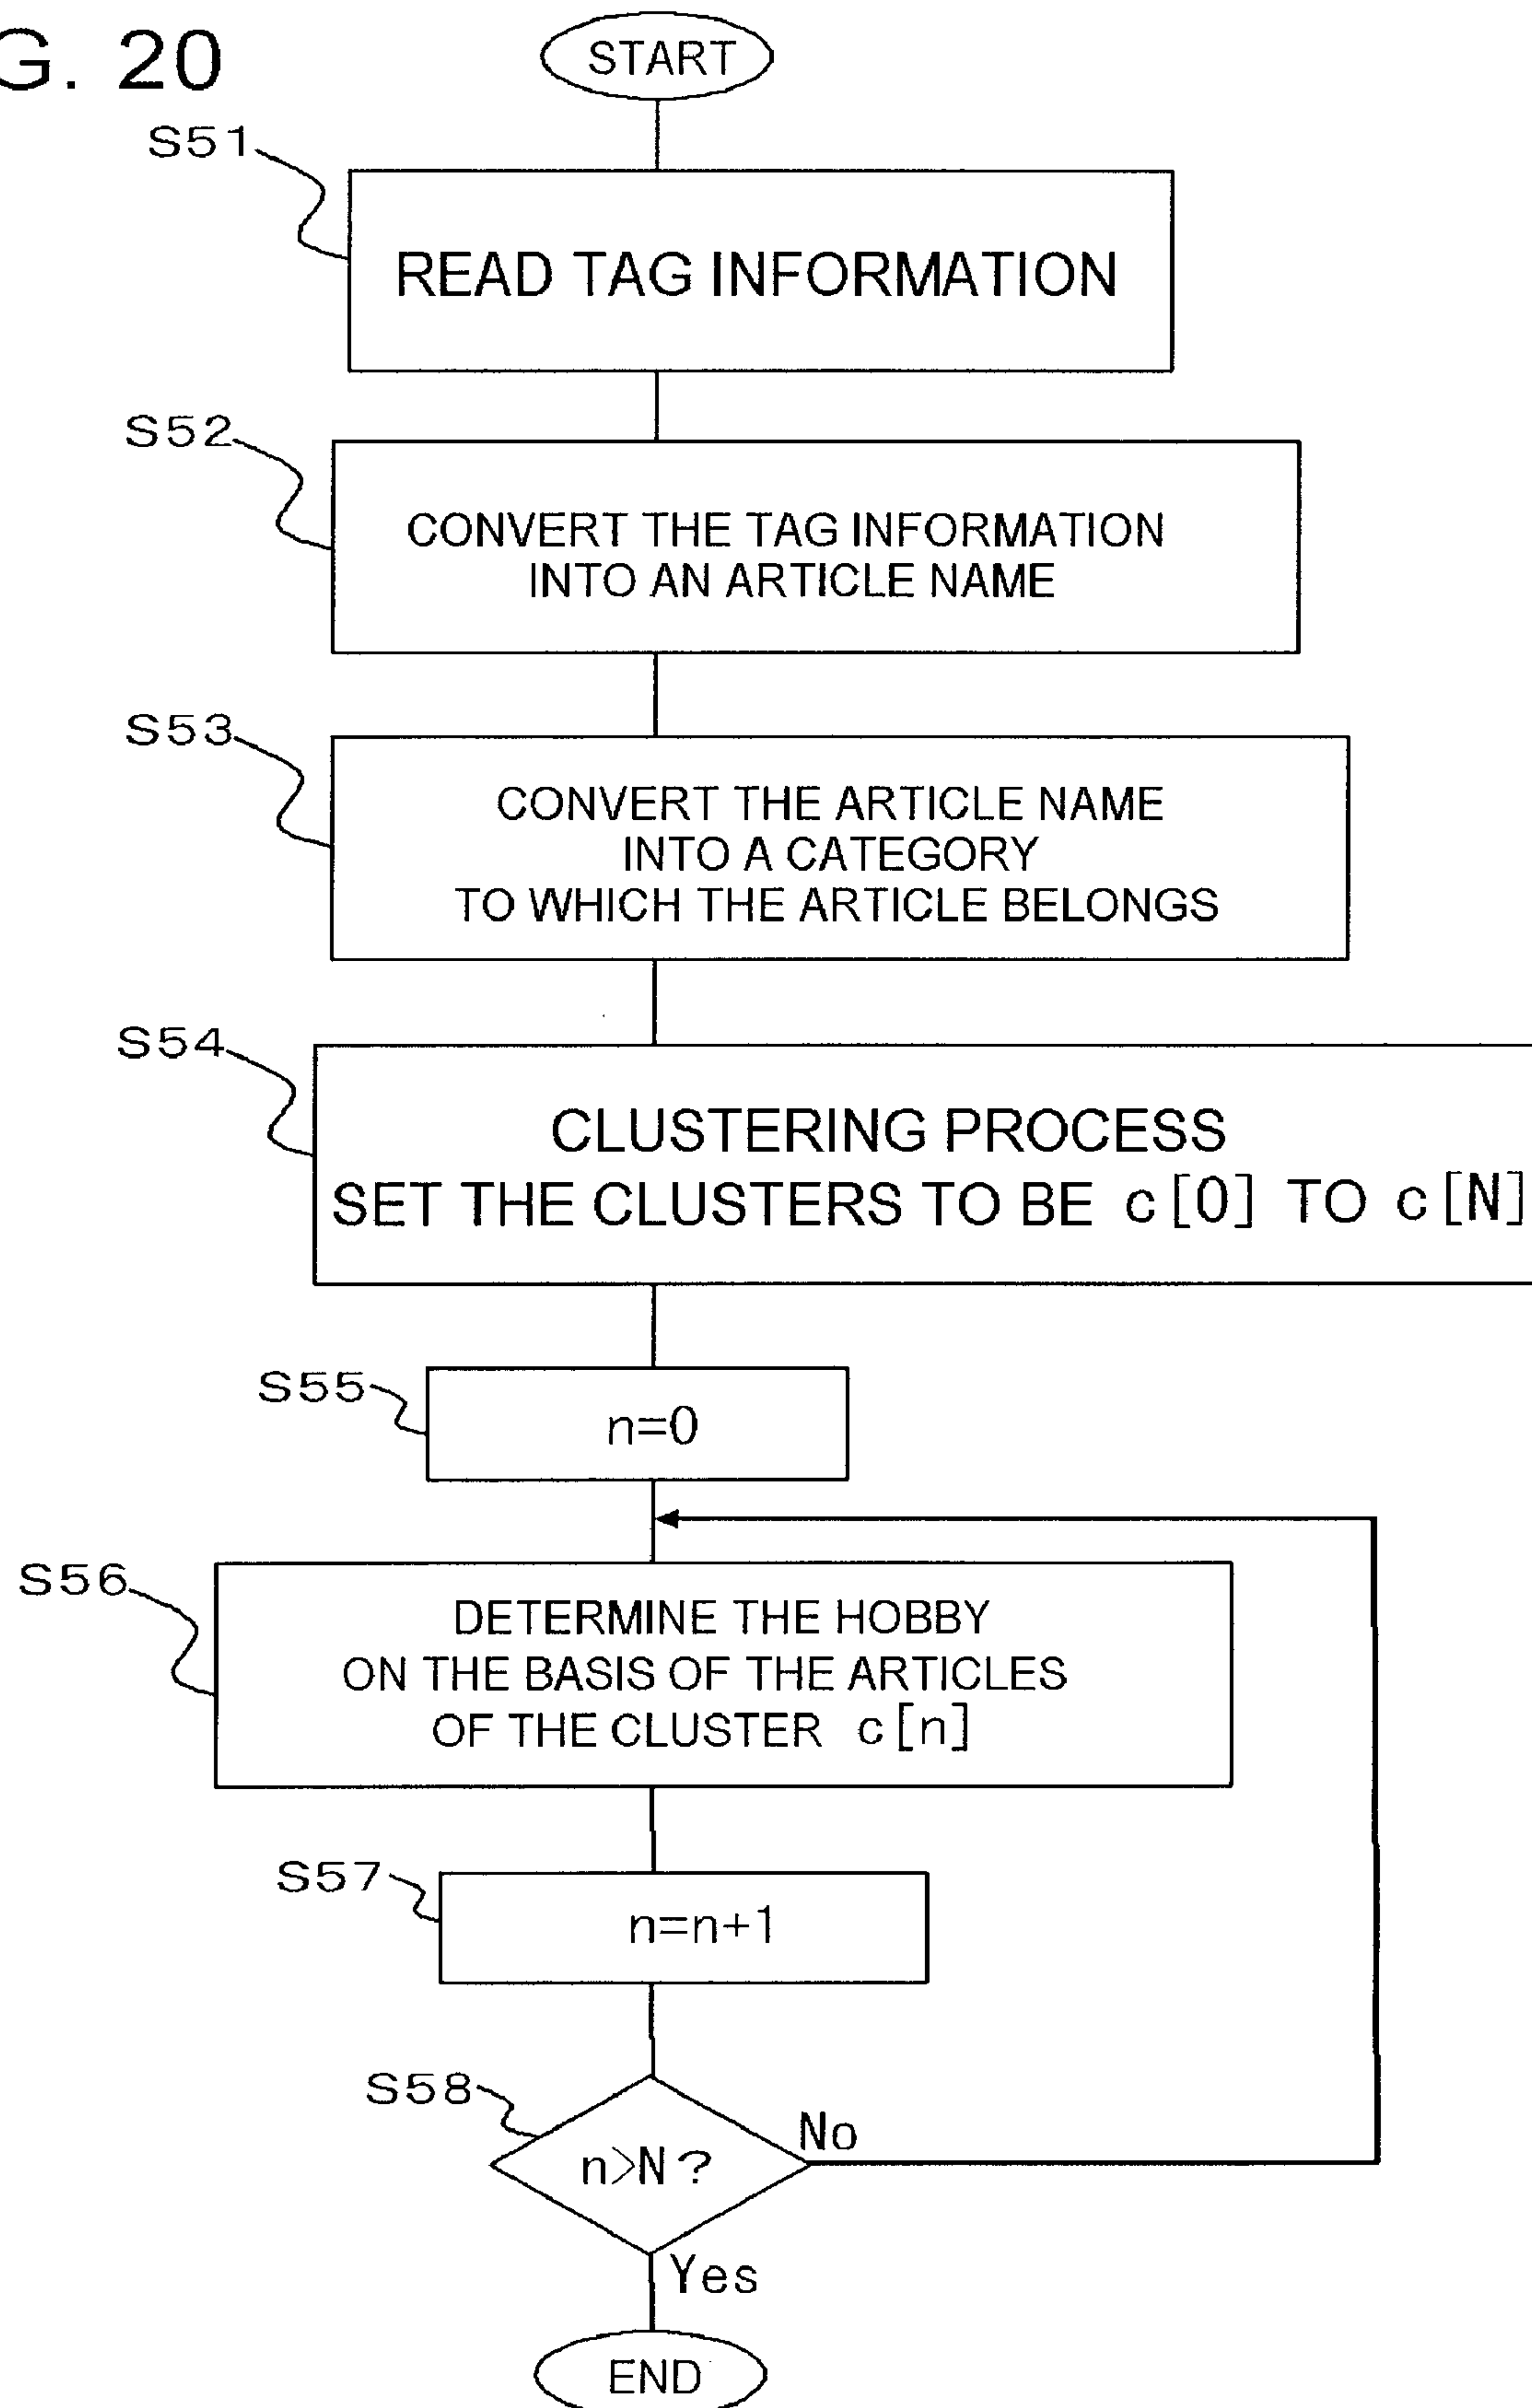 G. 20
START
S51
READ TAG INFORMATION
S52
CONVERT THE TAG INFORMATION
INTO AN ARTICLE NAME
S53
CONVERT THE ARTICLE NAME
INTO A CATEGORY
TO WHICH THE ARTICLE BELONGS
S54
CLUSTERING PROCESS
SET THE CLUSTERS TO BE c[0] TO c[N]
S55
n=0
S56
DETERMINE THE HOBBY
ON THE BASIS OF THE ARTICLES
OF THE CLUSTER c[n]
S57
n=n+1
S58
n>N?
No
Yes
END